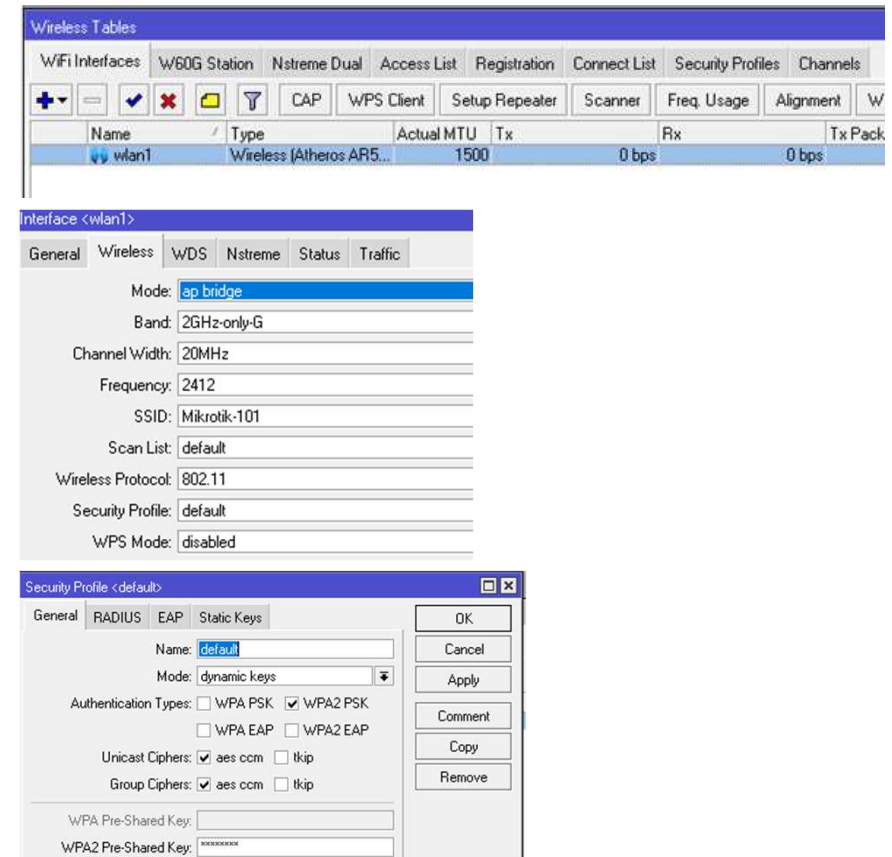 Wireless Tables
WiFi Interfaces W60G Station Nstreme Dual Access List Registration Connect List Security Profiles Channels
CAP WPS Client Setup Repeater Scanner Freq. Usage Alignment W
Name / Type Actual MTU Tx Rx Tx Pack
wlan1 Wireless (Atheros AR5... 1500 0 bps 0 bps
Interface <wlan1>
General Wireless WDS Nstreme Status Traffic
Mode: ap bridge
Band: 2GHz-only-G
Channel Width: 20MHz
Frequency: 2412
SSID: Mikrotik-101
Scan List: default
Wireless Protocol: 802.11
Security Profile: default
WPS Mode: disabled
Security Profile <default>
General RADIUS EAP Static Keys
OK
Name: default
Cancel
Mode: dynamic keys
Apply
Authentication Types: WPA PSK WPA2 PSK
Comment
WPA EAP WPA2 EAP
Copy
Unicast Ciphers: aes ccm tkip
Remove
Group Ciphers: aes ccm tkip
WPA Pre-Shared Key:
WPA2 Pre-Shared Key: ********